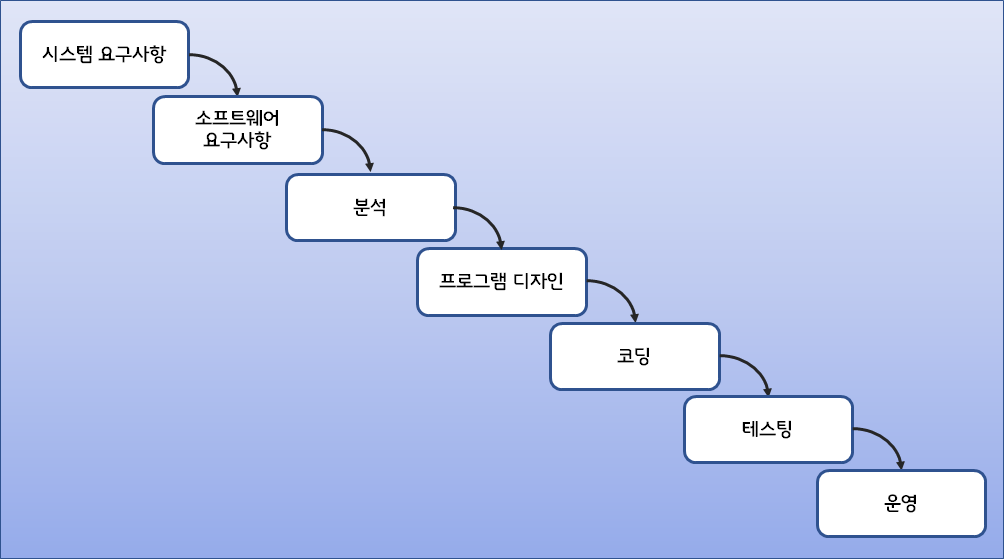 시스템 요구사항
소프트웨어
요구사항
분석
프로그램 디자인
코딩
테스팅
운영